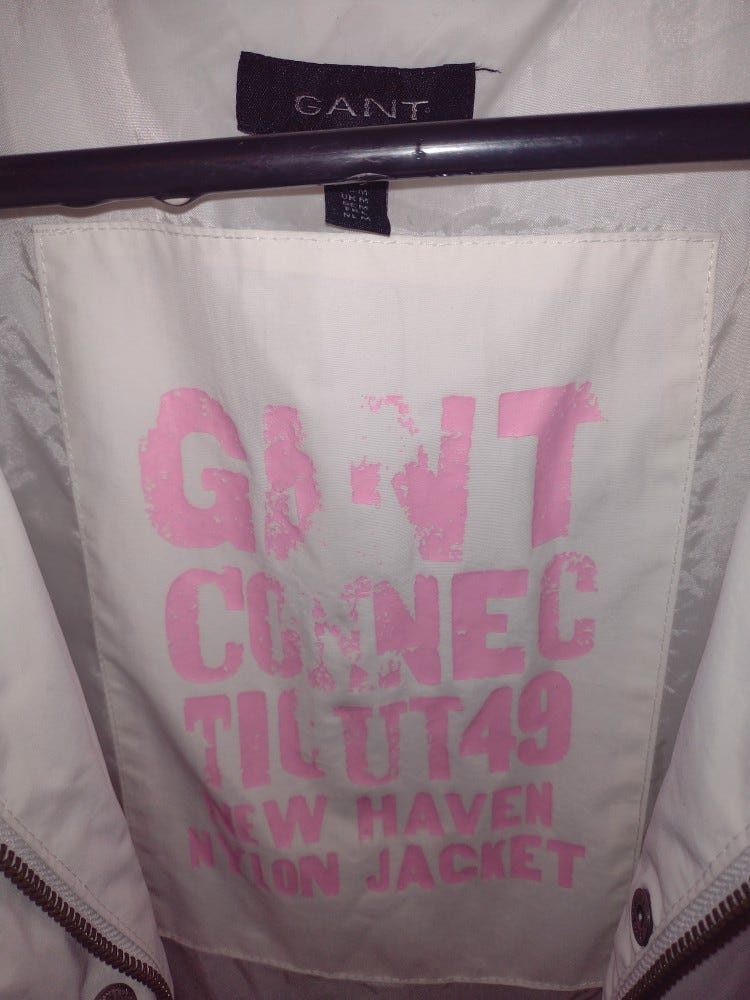 GANT
GANT
CONNEC
TICUT49
NEW HAVEN
NYLON JACKET